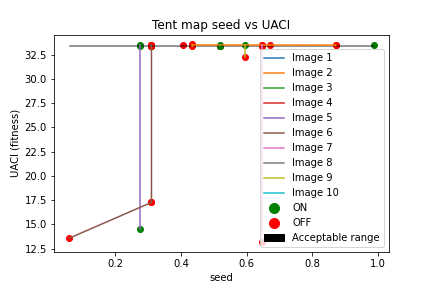 Tent map seed vs UACI
UACI (fitness)
32.5
30.0
27.5
25.0
22.5
20.0
17.5
15.0
12.5
0.2
0.4
0.6
0.8
1.0
seed
Image 1
Image 2
Image 3
Image 4
Image 5
Image 6
Image 7
Image 8
Image 9
Image 10
ON
OFF
Acceptable range